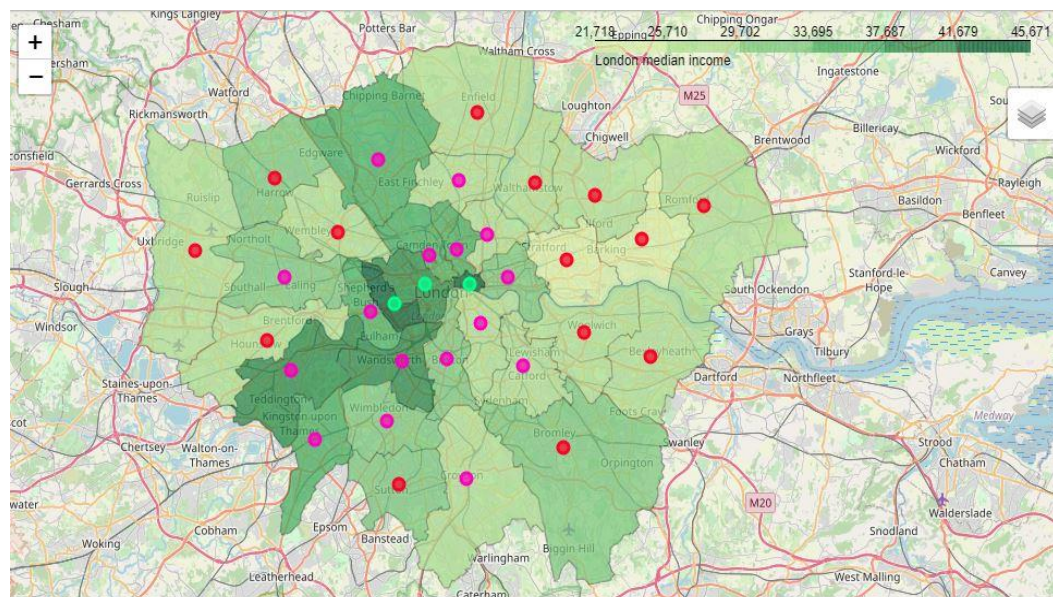 Chesham
Kings Langley
Potters Bar
Chipping Ongar
+
−
Watford
Rickmansworth
Waltham Cross
Epping
21,718 25,710 29,702 33,695 37,687 41,679 45,671
London median income
Loughton
M25
Ingatestone
Chigwell
Brentwood
Billericay
Wickford
Rayleigh
Chipping Barnet
Enfield
Edgware
Harrow
East Finchley
Walthamstow
Ilford
Romford
Basildon
Benfleet
Gerrards Cross
Ruislip
Uxbridge
Northolt
Wembley
Camden Town
Stratford
Barking
Slough
Southall
Ealing
Shepherd's
Bush
London
South Ockendon
Stanford-le-
Hope
Canvey
Windsor
Brentford
Hounslow
Fulham
Wandsworth
Brixton
Lewisham
Catford
Woolwich
Bexleyheath
Grays
Tilbury
Dartford
Northfleet
Staines-upon-
Thames
Teddington
Kingston upon
Thames
Wimbledon
Sydenham
Foots Cray
Bromley
Orpington
Swanley
Medway
Strood
Chatham
Chertsey
Walton-on-
Thames
Croydon
Sutton
Epsom
Banstead
Cobham
Woking
Leatherhead
Warlingham
Caterham
Biggin Hill
M20
Snodland
Walderslade
West Malling